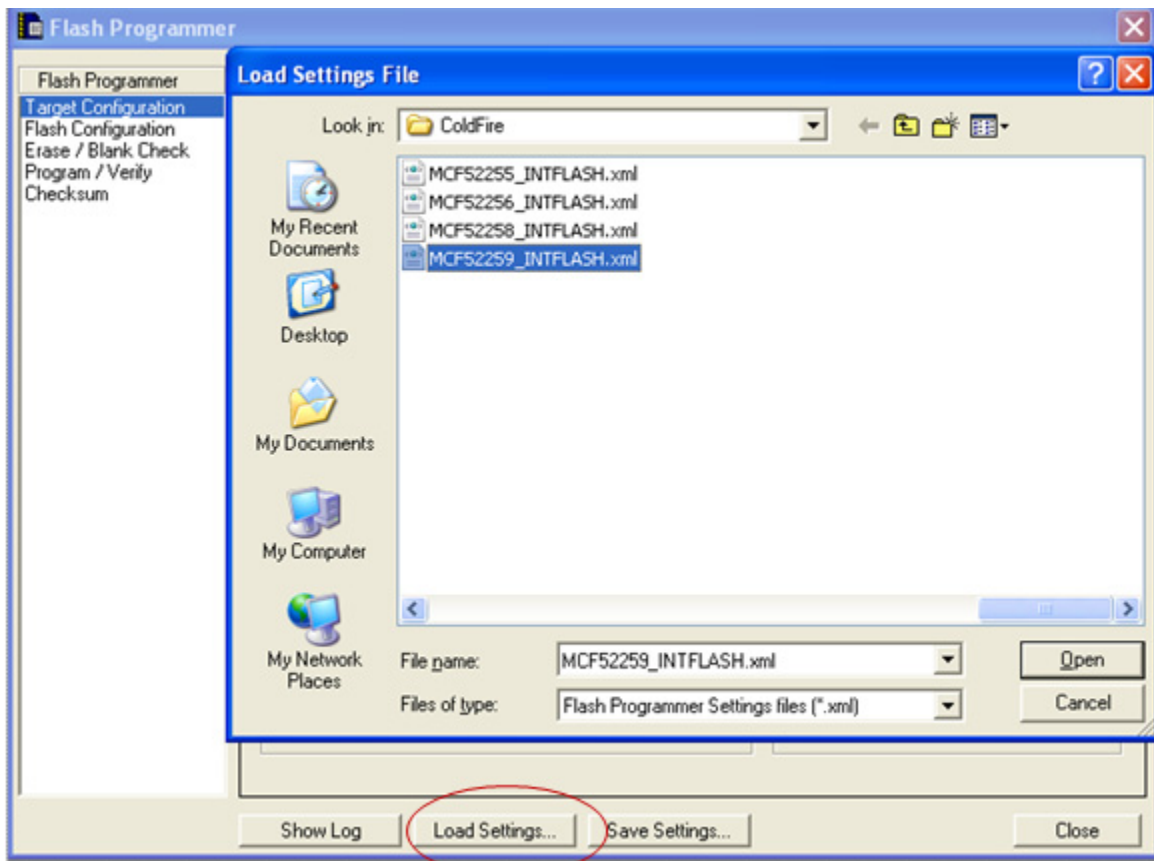 Flash Programmer
Flash Programmer
Target Configuration
Flash Configuration
Erase / Blank Check
Program / Verify
Checksum
Load Settings File
Look in:
ColdFire
My Recent
Documents
Desktop
My Documents
My Computer
My Network
Places
MCF52255_INTFLASH.xml
MCF52256_INTFLASH.xml
MCF52258_INTFLASH.xml
MCF52259_INTFLASH.xml
File name:
MCF52259_INTFLASH.xml
Open
Files of type:
Flash Programmer Settings files (*.xml)
Cancel
Show Log
Load Settings...
Save Settings...
Close